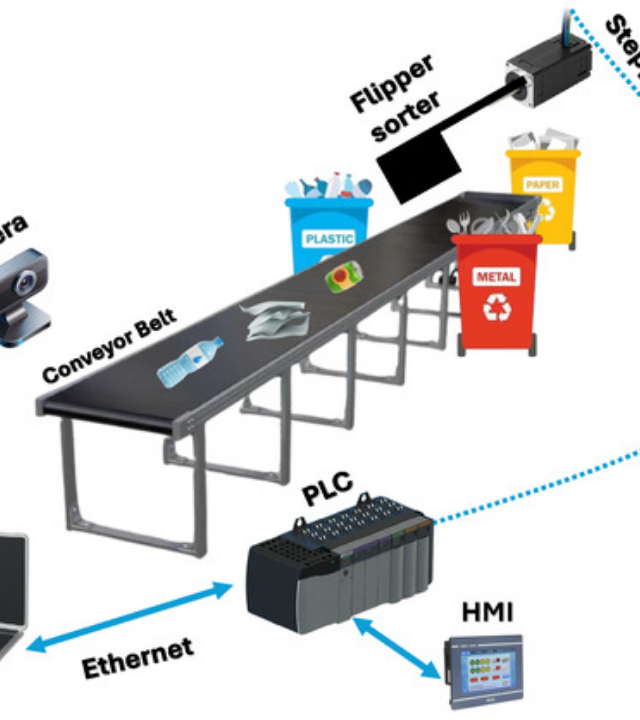 Flipper
sorter
PAPER
PLASTIC
METAL
Conveyor Belt
PLC
HMI
Ethernet